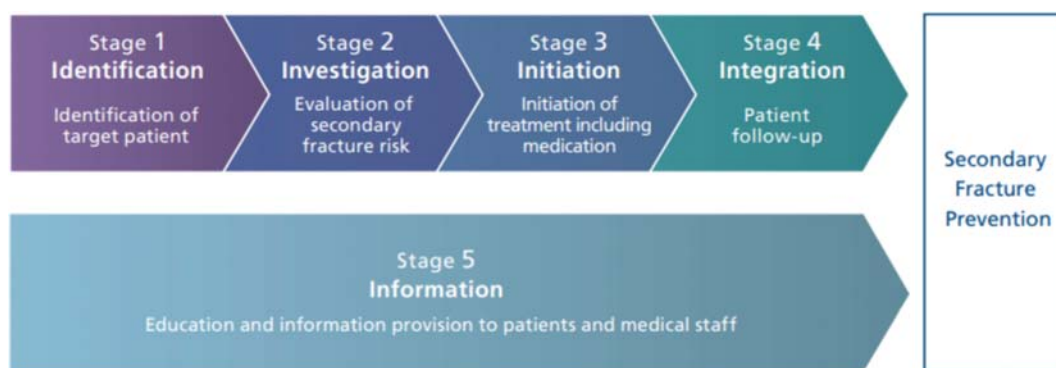 Stage 1
Identification
Identification of
target patient
Stage 2
Investigation
Evaluation of
secondary
fracture risk
Stage 3
Initiation
Initiation of
treatment including
medication
Stage 4
Integration
Patient
follow-up
Stage 5
Information
Education and information provision to patients and medical staff
Secondary
Fracture
Prevention